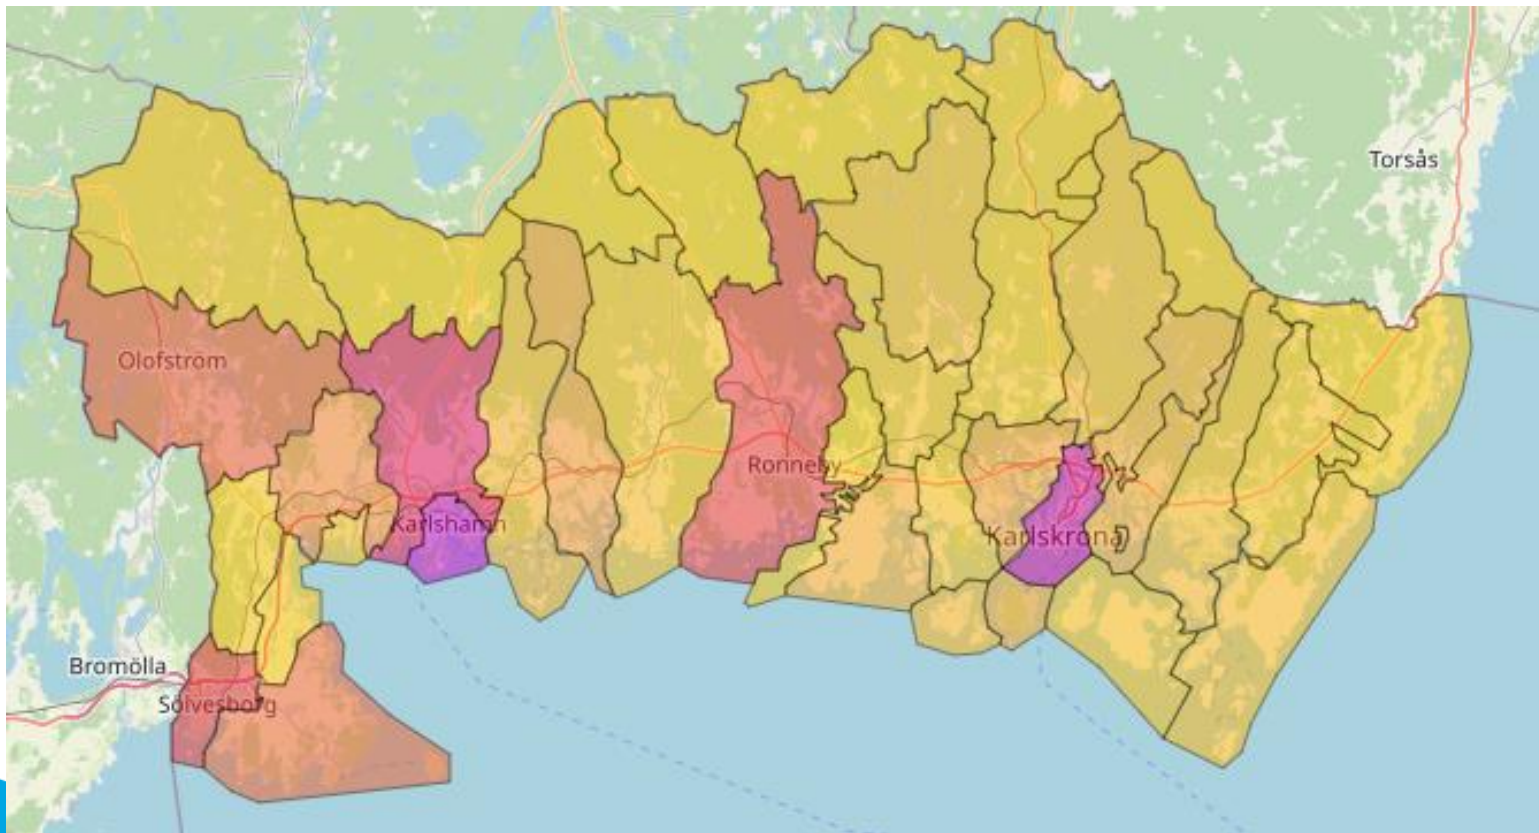 Torsås
Olofström
Ronneby
Karlshamn
Karlskrona
Bromölla
Sölvesborg